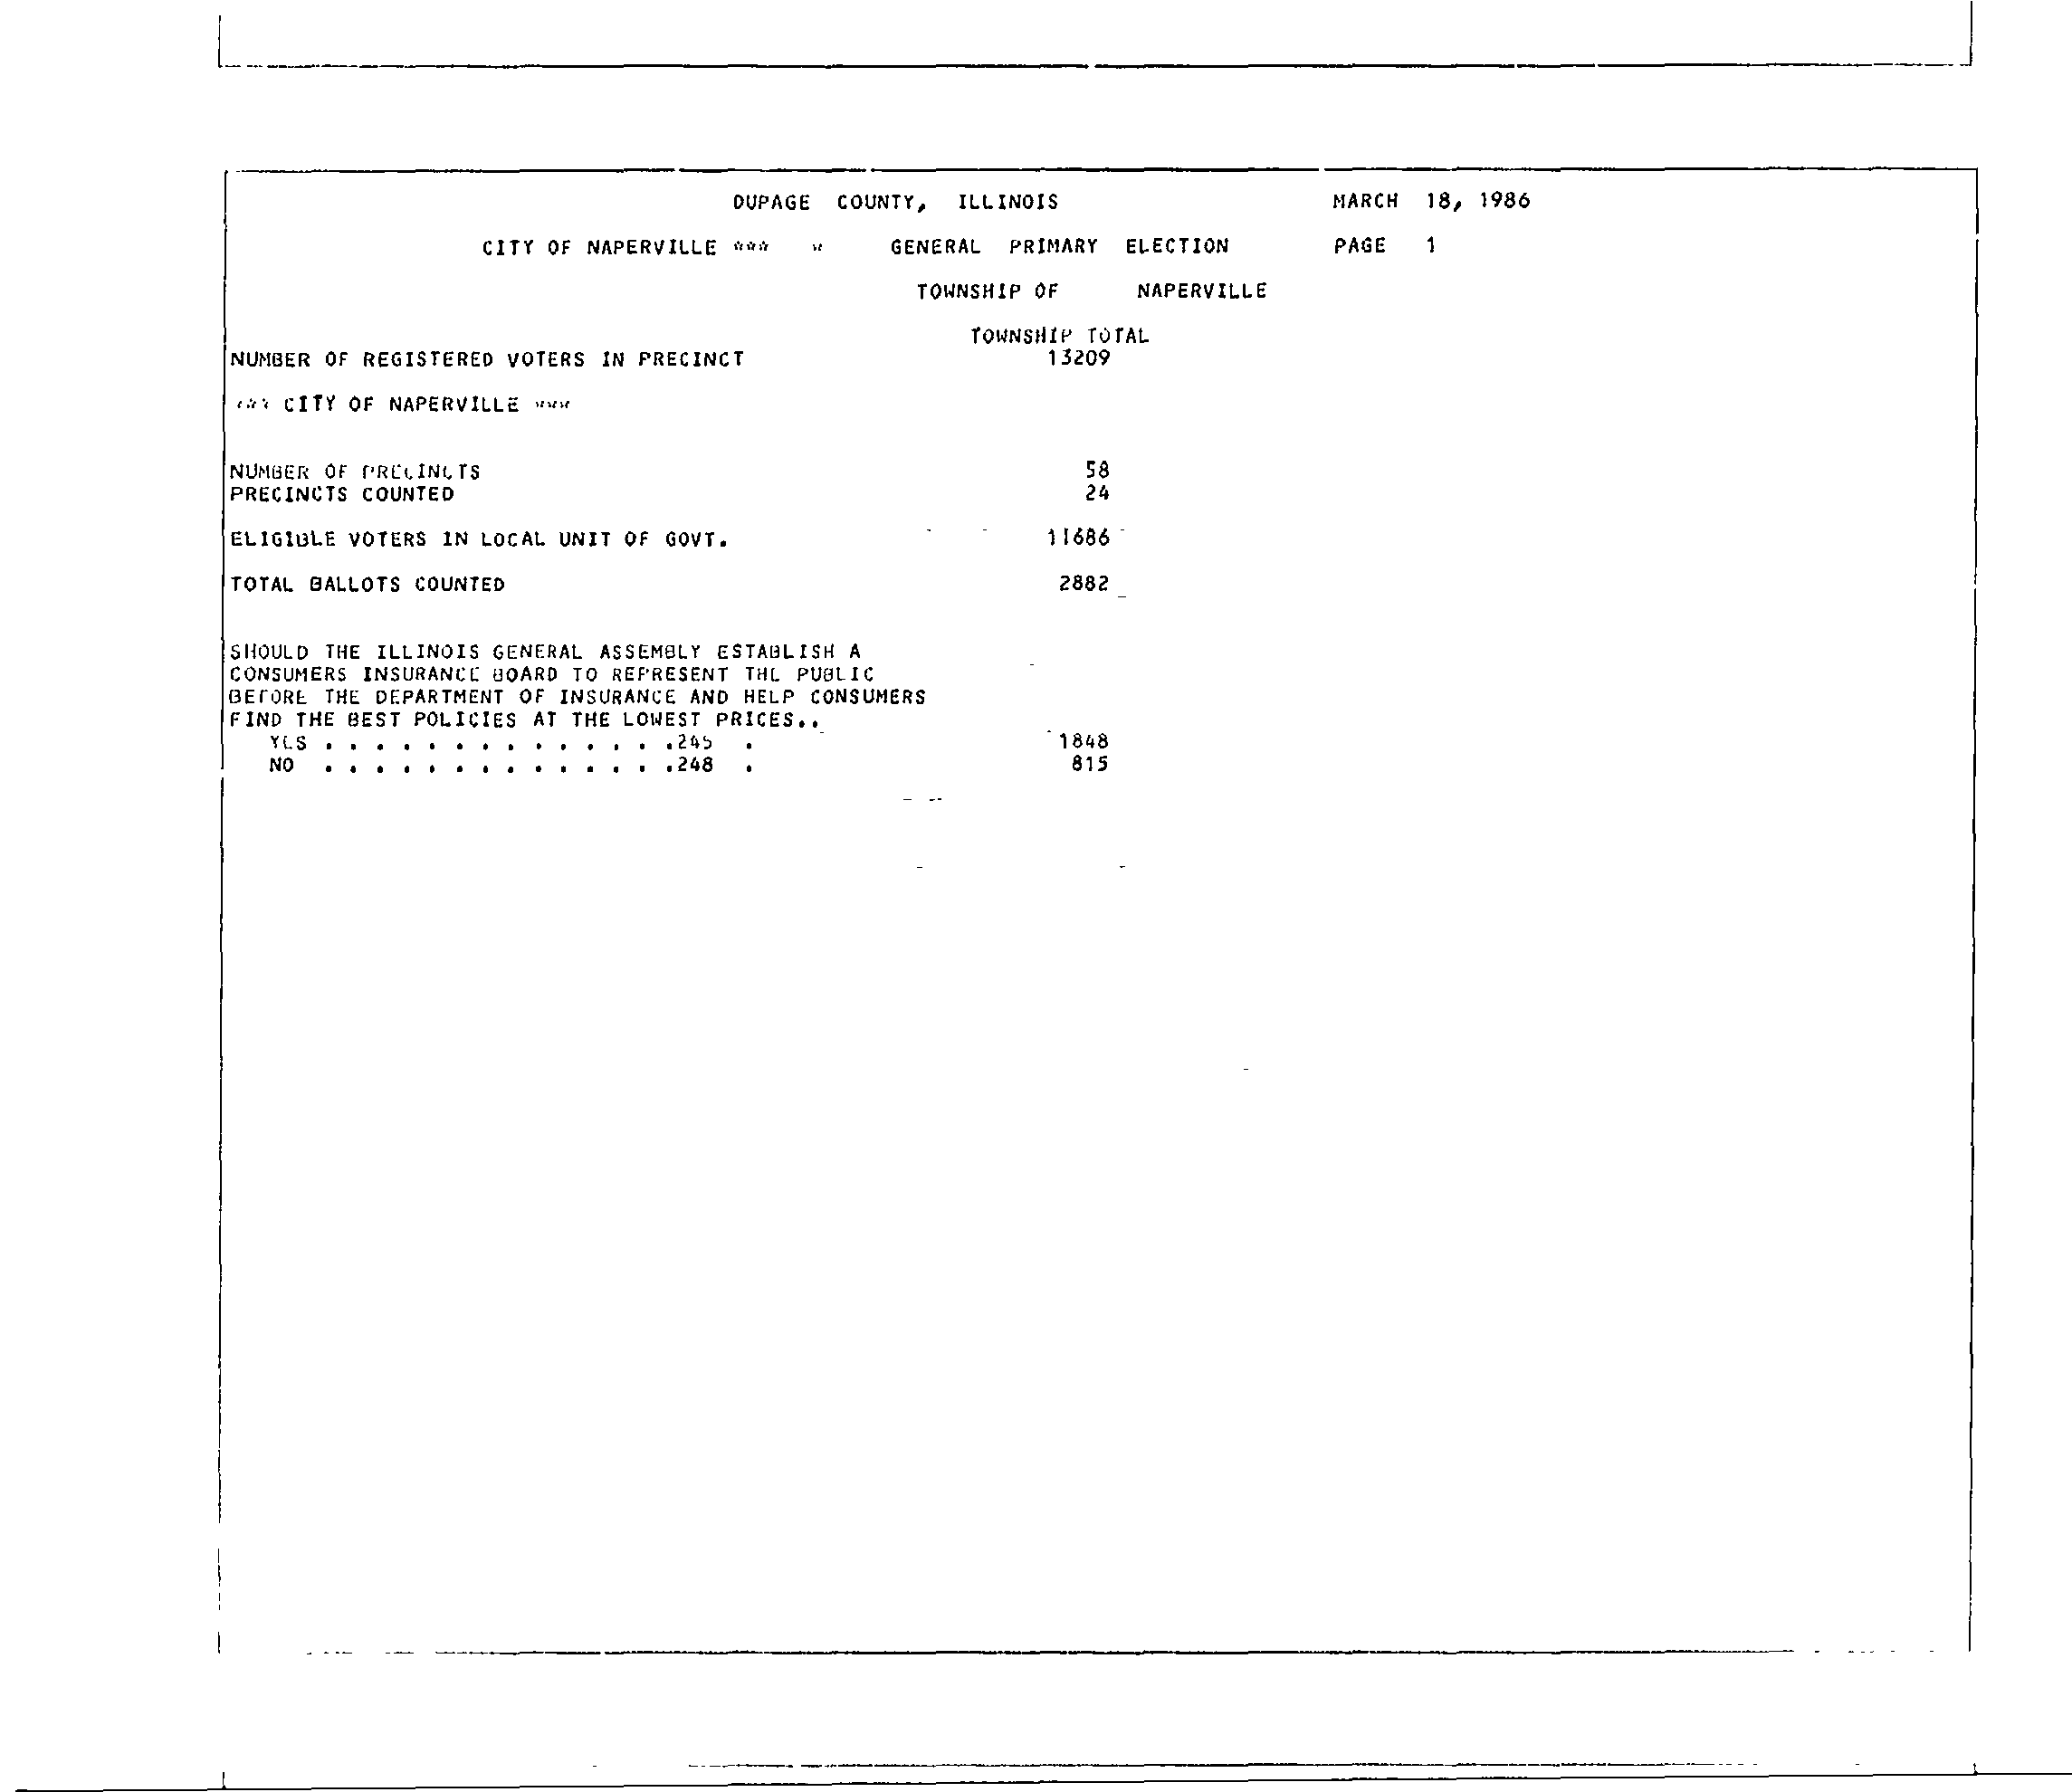 DUPAGE COUNTY, ILLINOIS MARCH 18, 1986
CITY OF NAPERVILLE *** * GENERAL PRIMARY ELECTION PAGE 1
TOWNSHIP OF NAPERVILLE
TOWNSHIP TOTAL
NUMBER OF REGISTERED VOTERS IN PRECINCT 13209
*** CITY OF NAPERVILLE ***
NUMBER OF PRECINCTS 58
PRECINCTS COUNTED 24
ELIGIBLE VOTERS IN LOCAL UNIT OF GOVT. 11686
TOTAL BALLOTS COUNTED 2882
SHOULD THE ILLINOIS GENERAL ASSEMBLY ESTABLISH A
CONSUMERS INSURANCE BOARD TO REPRESENT THE PUBLIC
BEFORE THE DEPARTMENT OF INSURANCE AND HELP CONSUMERS
FIND THE BEST POLICIES AT THE LOWEST PRICES..
YES . . . . . . . . . . . . . .245 . 1848
NO . . . . . . . . . . . . . .248 . 815